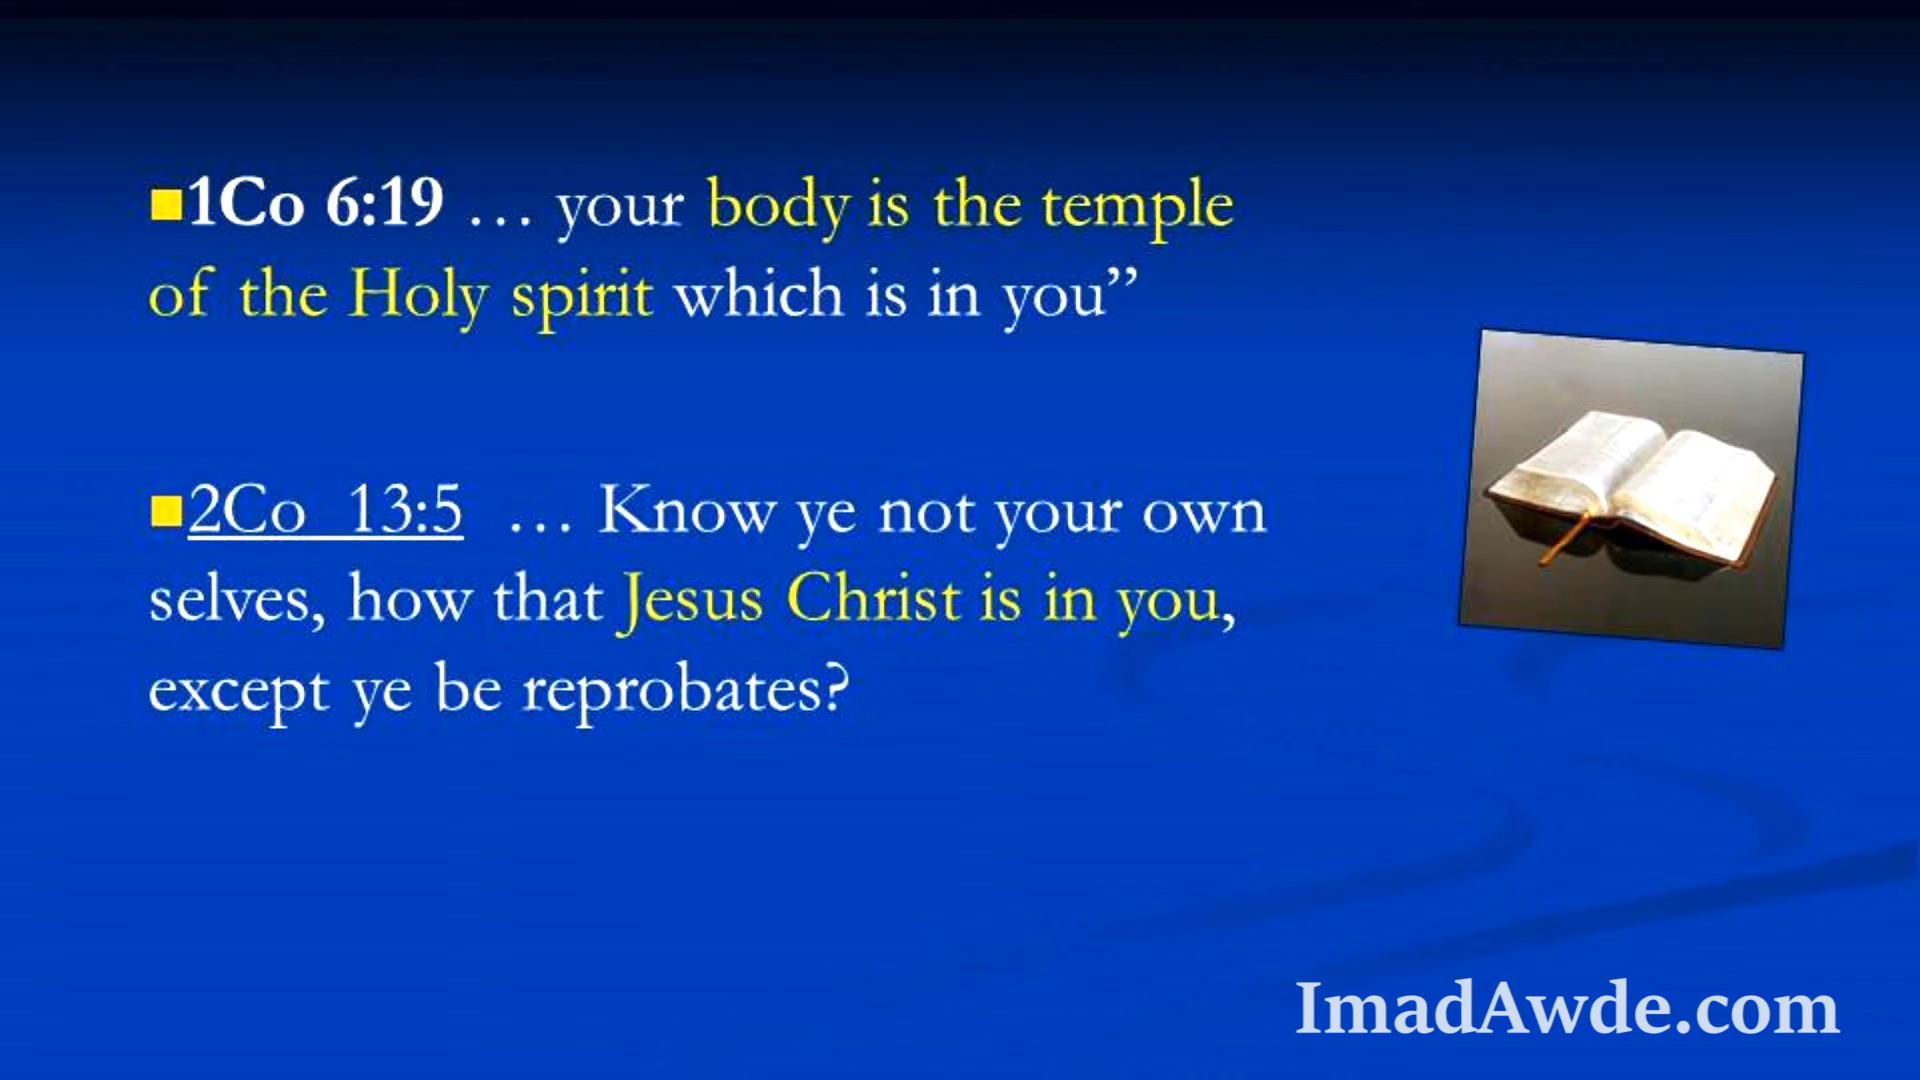 1Co 6:19 … your body is the temple
of the Holy spirit which is in you”
2Co 13:5 … Know ye not your own
selves, how that Jesus Christ is in you,
except ye be reprobates?
ImadAwde.com